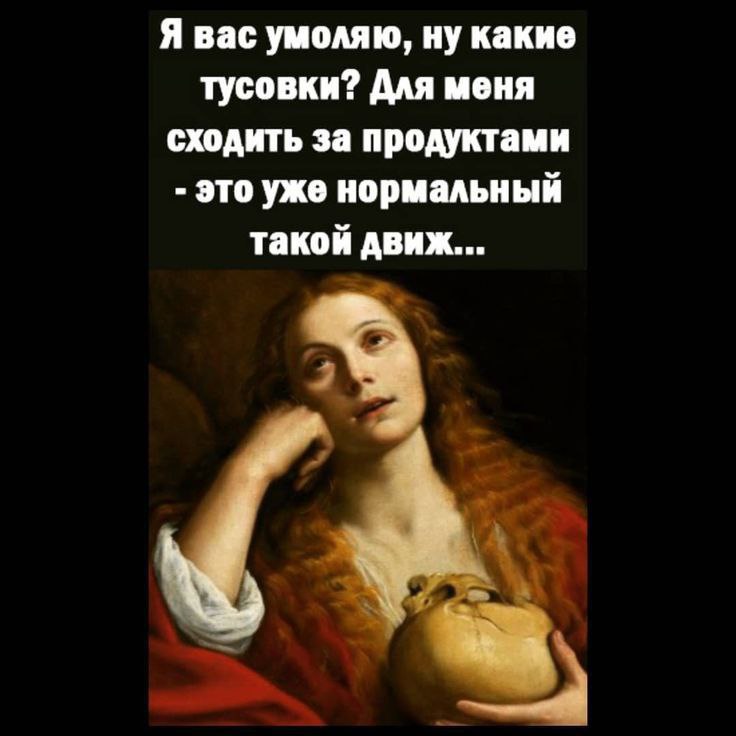 Я вас умоляю, ну какие
тусовки? Для меня
сходить за продуктами
- это уже нормальный
такой движ...